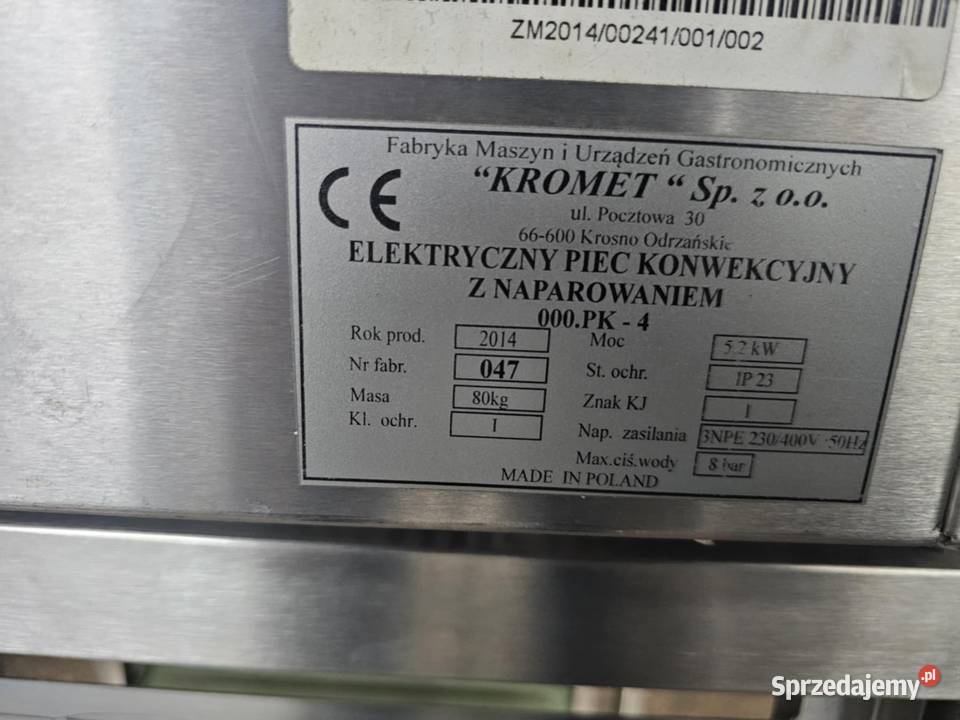 ZM2014/00241/001/002
Fabryka Maszyn i Urządzeń Gastronomicznych
CE
“KROMET “ Sp. z o.o.
ul. Pocztowa 30
66-600 Krosno Odrzańskie
ELEKTRYCZNY PIEC KONWEKCYJNY
Z NAPAROWANIEM
000.PK - 4
Rok prod. 2014 Moc 5,2 kW
Nr fabr. 047 St. ochr. IP 23
Masa 80kg Znak KJ I
Kl. ochr. I Nap. zasilania 3NPE 230/400V ·50Hz
Max.ciś.wody 8 bar
MADE IN POLAND
Sprzedajemy.pl